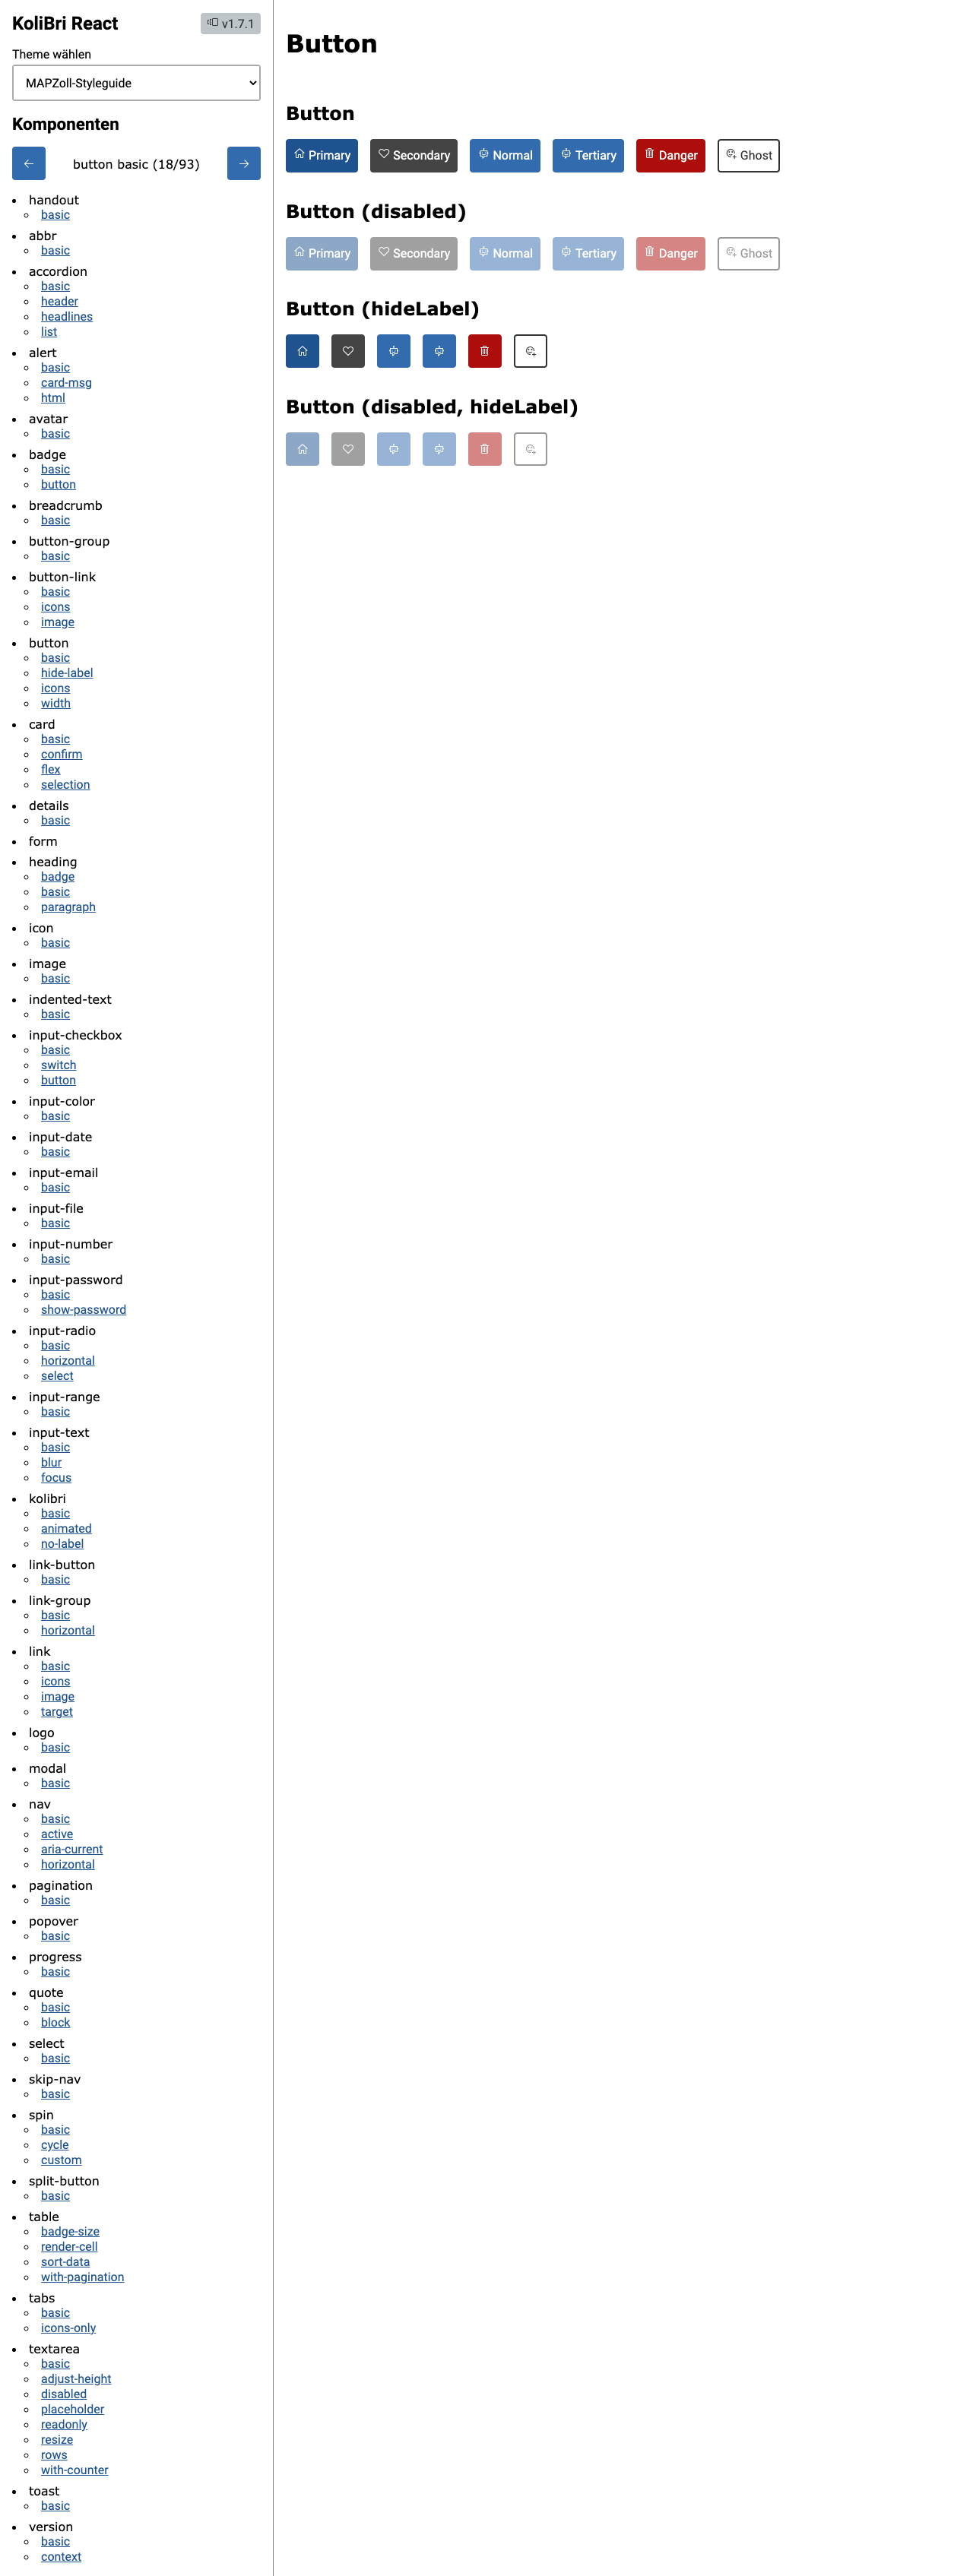 KoliBri React
v1.7.1
Theme wählen
MAPZoll-Styleguide
Komponenten
button basic (18/93)
handout
basic
abbr
basic
accordion
basic
header
headlines
list
alert
basic
card-msg
html
avatar
basic
badge
basic
button
breadcrumb
basic
button-group
basic
button-link
basic
icons
image
button
basic
hide-label
icons
width
card
basic
confirm
flex
selection
details
basic
form
heading
badge
basic
paragraph
icon
basic
image
basic
indented-text
basic
input-checkbox
basic
switch
button
input-color
basic
input-date
basic
input-email
basic
input-file
basic
input-number
basic
input-password
basic
show-password
input-radio
basic
horizontal
select
input-range
basic
input-text
basic
blur
focus
kolibri
basic
animated
no-label
link-button
basic
link-group
basic
horizontal
link
basic
icons
image
target
logo
basic
modal
basic
nav
basic
active
aria-current
horizontal
pagination
basic
popover
basic
progress
basic
quote
basic
block
select
basic
skip-nav
basic
spin
basic
cycle
custom
split-button
basic
table
badge-size
render-cell
sort-data
with-pagination
tabs
basic
icons-only
textarea
basic
adjust-height
disabled
placeholder
readonly
resize
rows
with-counter
toast
basic
version
basic
context
Button
Button
Primary Secondary Normal Tertiary Danger Ghost
Button (disabled)
Primary Secondary Normal Tertiary Danger Ghost
Button (hideLabel)
Button (disabled, hideLabel)